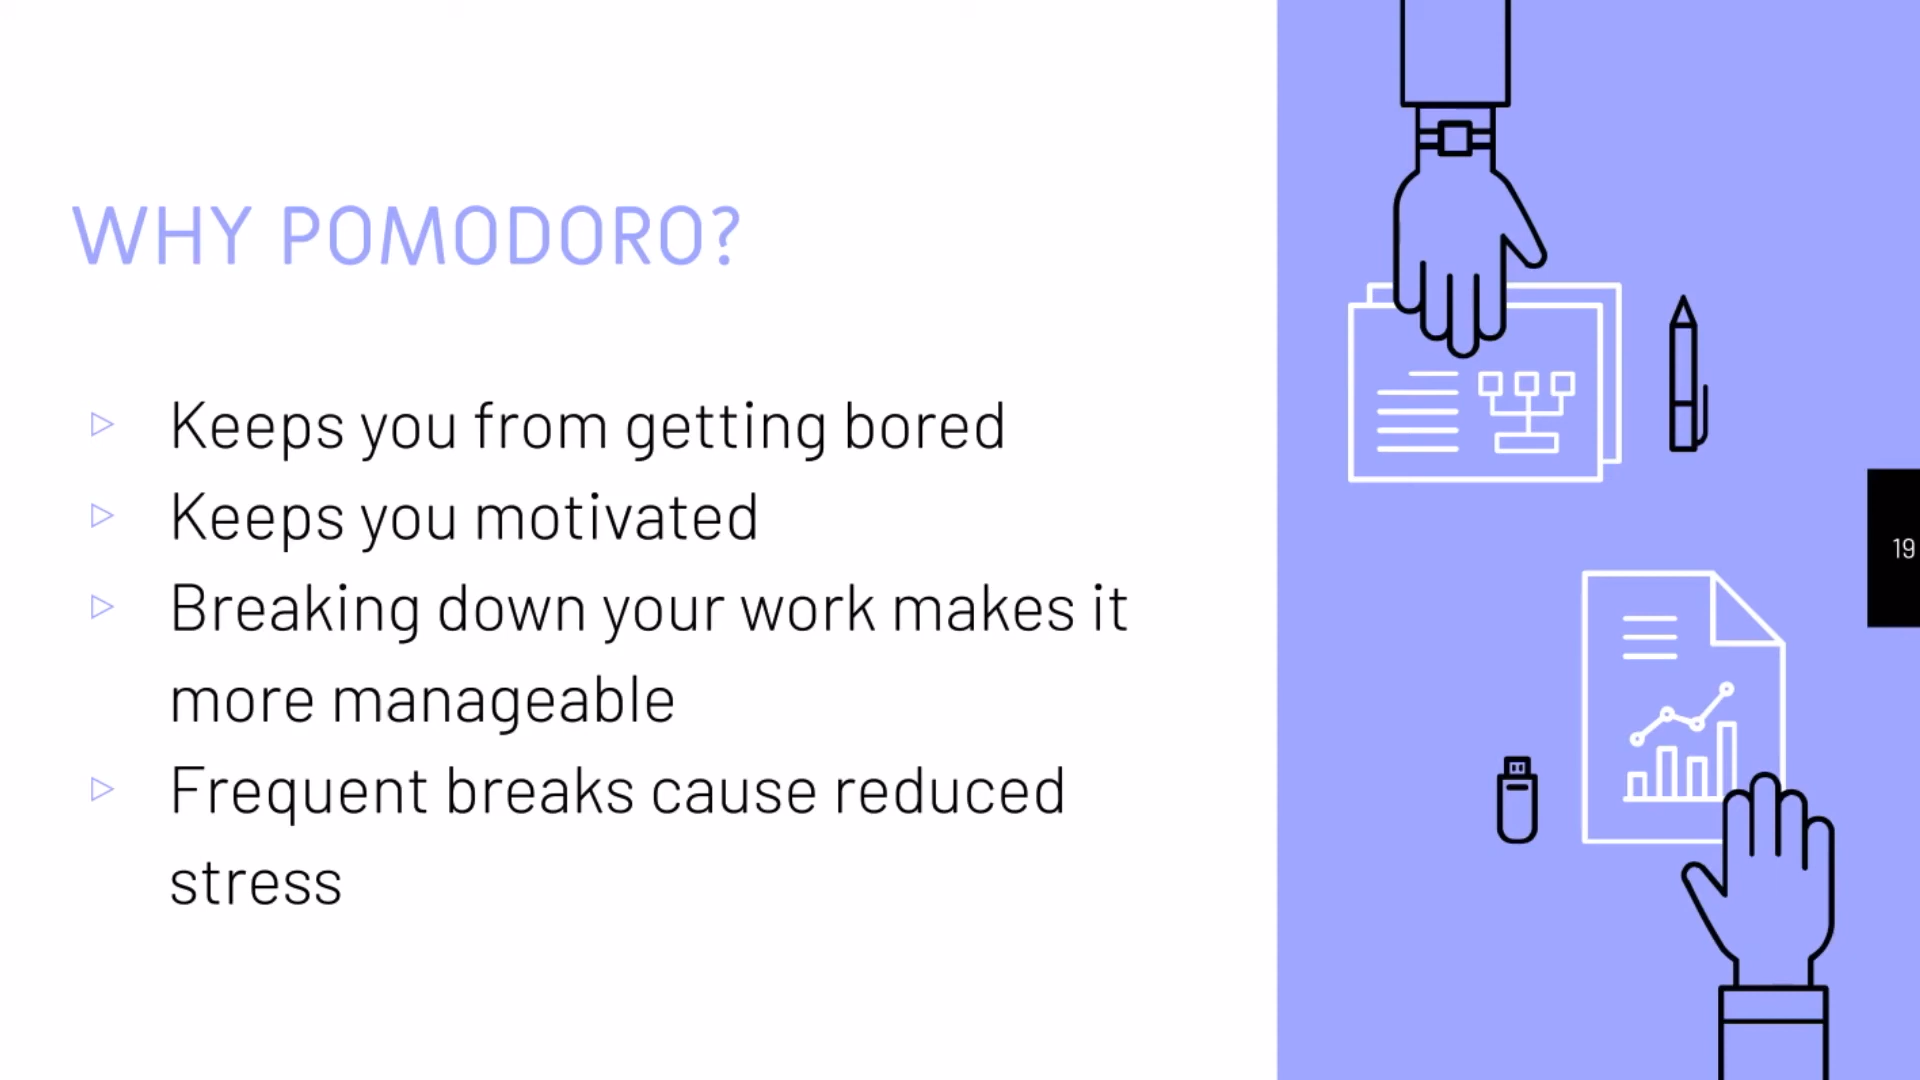 WHY POMODORO?
▷ Keeps you from getting bored
▷ Keeps you motivated
▷ Breaking down your work makes it
more manageable
▷ Frequent breaks cause reduced
stress
19